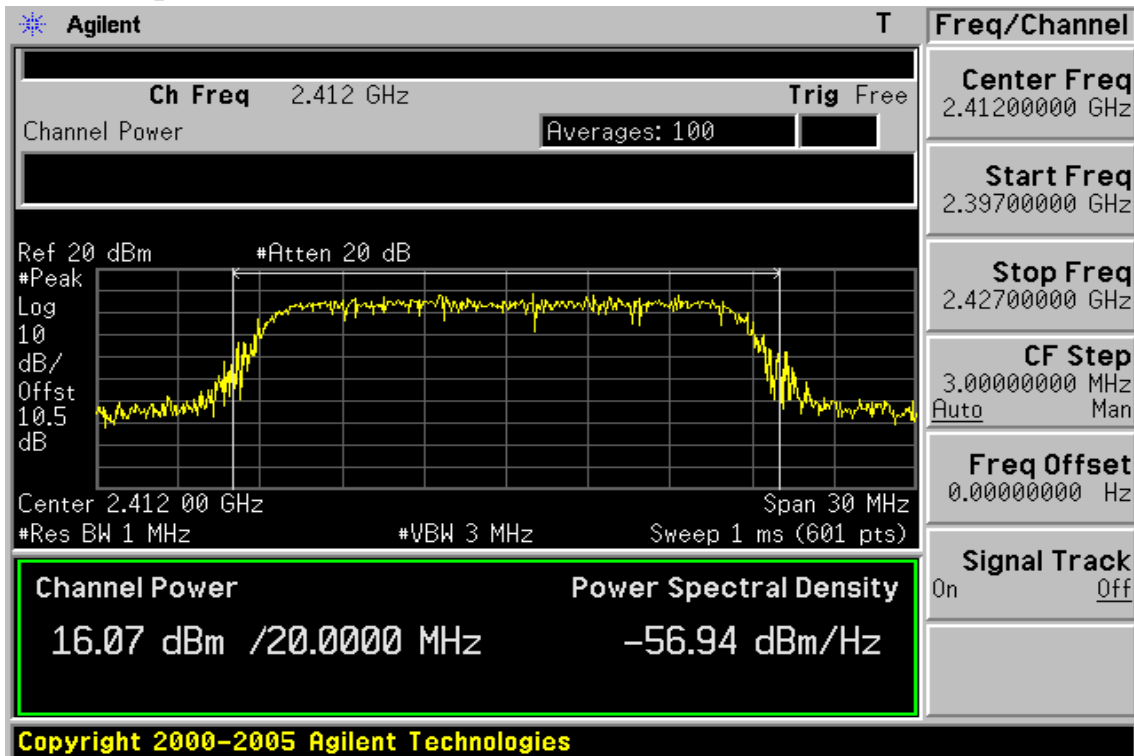 Agilent T
Ch Freq 2.412 GHz Trig Free
Channel Power Averages: 100
Ref 20 dBm #Atten 20 dB
#Peak
Log
10
dB/
Offst
10.5
dB
Center 2.412 00 GHz Span 30 MHz
#Res BW 1 MHz #VBW 3 MHz Sweep 1 ms (601 pts)
Channel Power Power Spectral Density
16.07 dBm /20.0000 MHz -56.94 dBm/Hz
Copyright 2000-2005 Agilent Technologies
Freq/Channel
Center Freq
2.41200000 GHz
Start Freq
2.39700000 GHz
Stop Freq
2.42700000 GHz
CF Step
3.00000000 MHz
Auto Man
Freq Offset
0.00000000 Hz
Signal Track
On Off